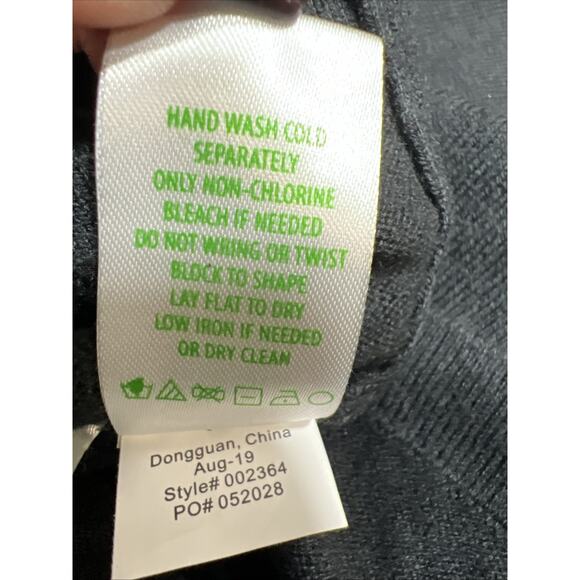 HAND WASH COLD
SEPARATELY
ONLY NON-CHLORINE
BLEACH IF NEEDED
DO NOT WRING OR TWIST
BLOCK TO SHAPE
LAY FLAT TO DRY
LOW IRON IF NEEDED
OR DRY CLEAN
Dongguan, China
Aug-19
Style# 002364
PO# 052028